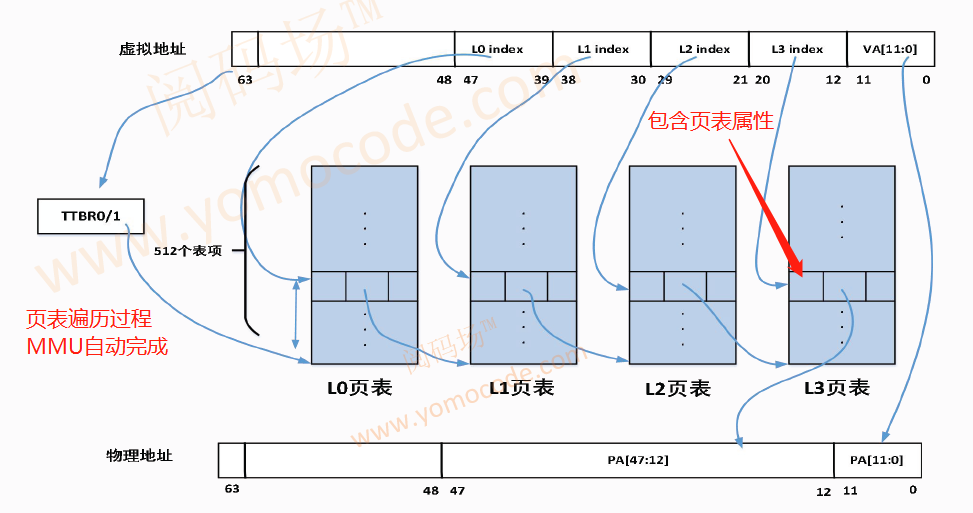 虚拟地址
L0 index
L1 index
L2 index
L3 index
VA[11:0]
63
48
47
39
38
30
29
21
20
12
11
0
包含页表属性
TTBR0/1
512个表项
页表遍历过程
MMU自动完成
L0页表
L1页表
L2页表
L3页表
物理地址
PA[47:12]
PA[11:0]
63
48
47
12
11
0
阅码场™
www.yomocode.com
阅码场™
www.yomocode.com